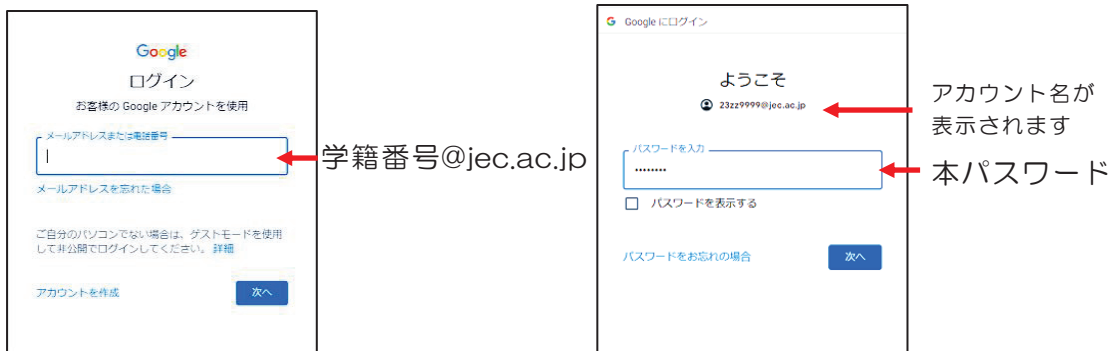 Google
ログイン
お客様の Google アカウントを使用
メールアドレスまたは電話番号
学籍番号@jec.ac.jp
メールアドレスを忘れた場合
ご自分のパソコンでない場合は、ゲストモードを使用
して非公開でログインしてください。 詳細
アカウントを作成
次へ
G Google にログイン
ようこそ
23zz9999@jec.ac.jp
アカウント名が
表示されます
パスワードを入力
••••••••
本パスワード
パスワードを表示する
パスワードをお忘れの場合
次へ